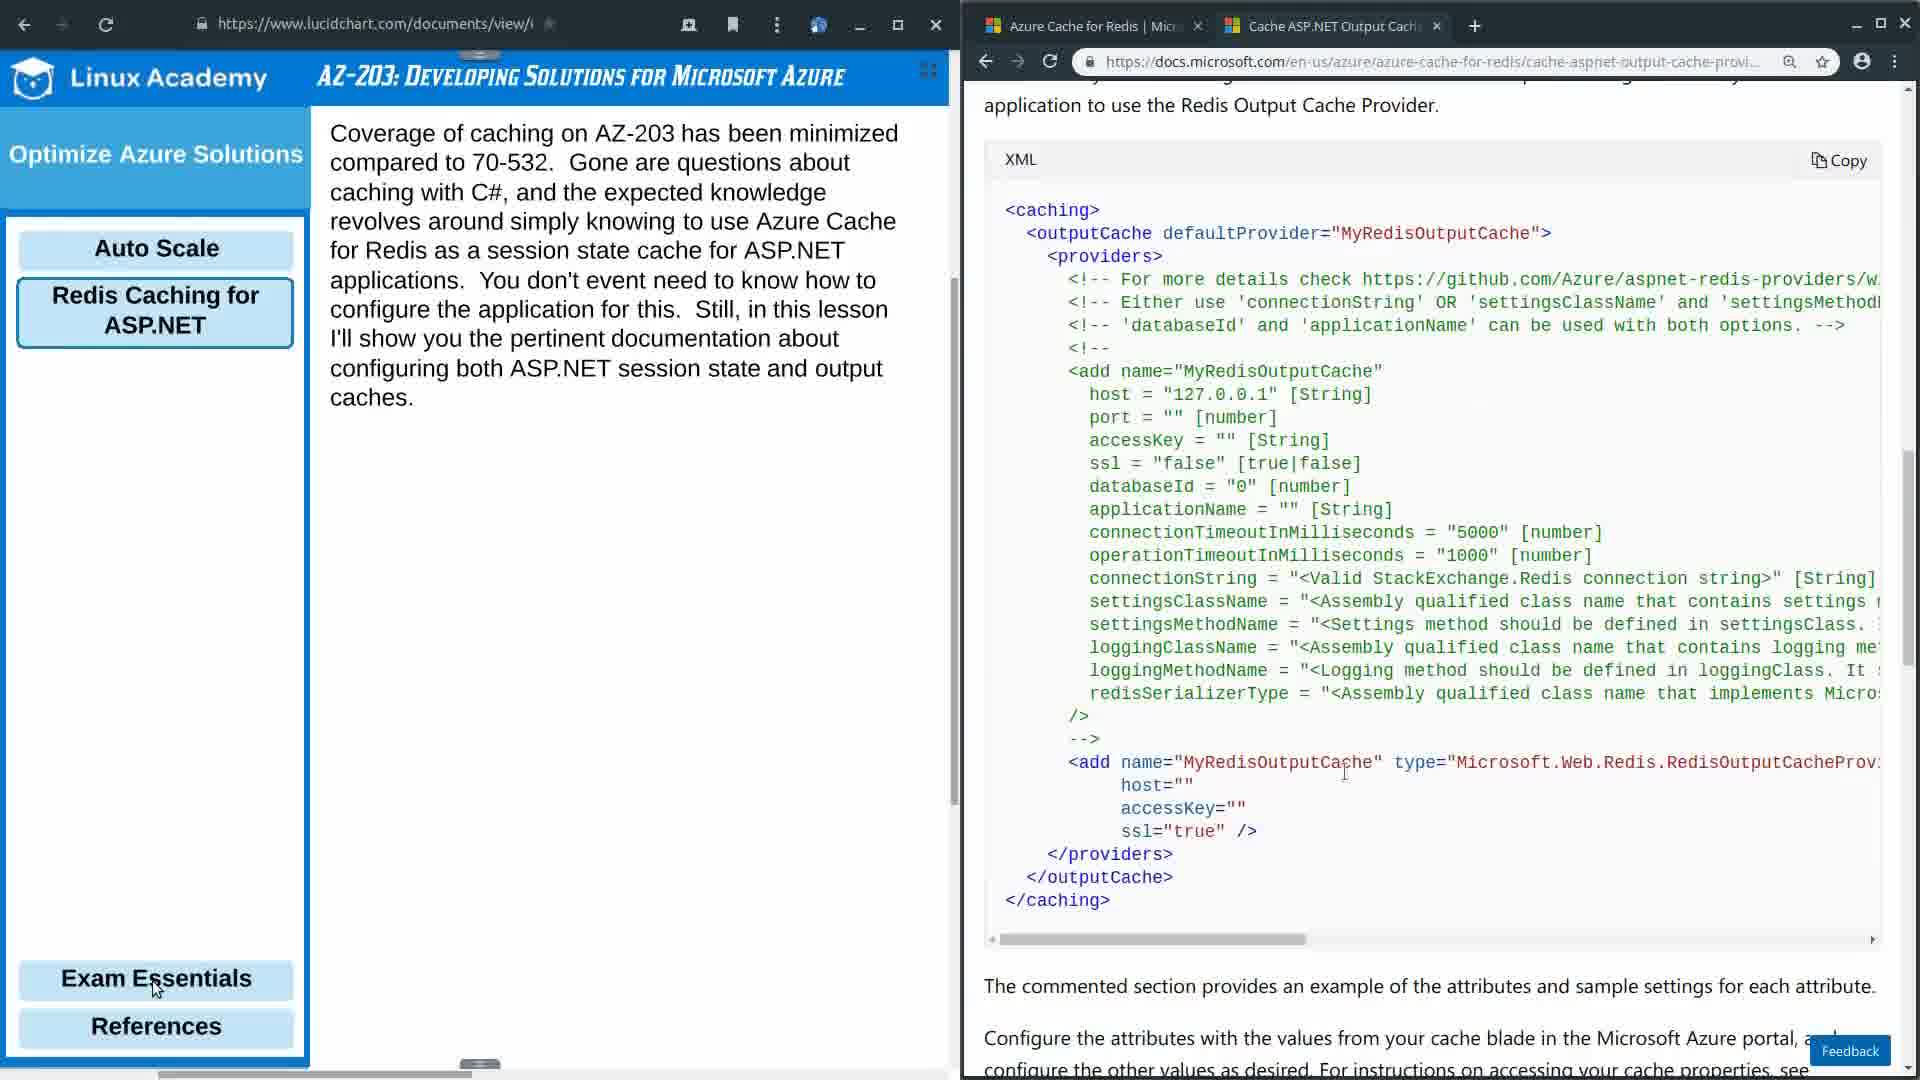 https://www.lucidchart.com/documents/view/
Linux Academy
AZ-203: Developing Solutions for Microsoft Azure
Optimize Azure Solutions
Auto Scale
Redis Caching for
ASP.NET
Exam Essentials
References
Coverage of caching on AZ-203 has been minimized
compared to 70-532.  Gone are questions about
caching with C#, and the expected knowledge
revolves around simply knowing to use Azure Cache
for Redis as a session state cache for ASP.NET
applications.  You don't event need to know how to
configure the application for this.  Still, in this lesson
I'll show you the pertinent documentation about
configuring both ASP.NET session state and output
caches.
Azure Cache for Redis | Micr
Cache ASP.NET Output Cach
https://docs.microsoft.com/en-us/azure/azure-cache-for-redis/cache-aspnet-output-cache-provi...
application to use the Redis Output Cache Provider.
XML
Copy
<caching>
<outputCache defaultProvider="MyRedisOutputCache">
<providers>
<!-- For more details check https://github.com/Azure/aspnet-redis-providers/w
<!-- Either use 'connectionString' OR 'settingsClassName' and 'settingsMethod
<!-- 'databaseId' and 'applicationName' can be used with both options. -->
<!--
<add name="MyRedisOutputCache"
host = "127.0.0.1" [String]
port = "" [number]
accessKey = "" [String]
ssl = "false" [true|false]
databaseId = "0" [number]
applicationName = "" [String]
connectionTimeoutInMilliseconds = "5000" [number]
operationTimeoutInMilliseconds = "1000" [number]
connectionString = "<Valid StackExchange.Redis connection string>" [String]
settingsClassName = "<Assembly qualified class name that contains settings
settingsMethodName = "<Settings method should be defined in settingsClass.
loggingClassName = "<Assembly qualified class name that contains logging me
loggingMethodName = "<Logging method should be defined in loggingClass. It
redisSerializerType = "<Assembly qualified class name that implements Micros
/>
-->
<add name="MyRedisOutputCache" type="Microsoft.Web.Redis.RedisOutputCacheProvi
host=""
accessKey=""
ssl="true" />
</providers>
</outputCache>
</caching>
The commented section provides an example of the attributes and sample settings for each attribute.
Configure the attributes with the values from your cache blade in the Microsoft Azure portal,
configure the other values as desired. For instructions on accessing your cache properties, see
Feedback